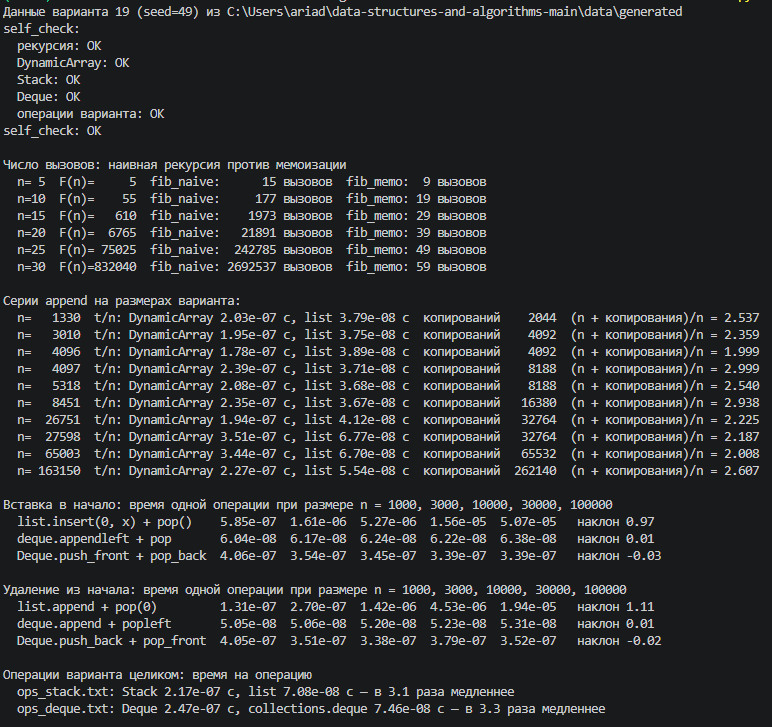 Данные варианта 19 (seed=49) из C:\Users\ariad\data-structures-and-algorithms-main\data\generated
self_check:
  рекурсия: OK
  DynamicArray: OK
  Stack: OK
  Deque: OK
  операции варианта: OK
self_check: OK

Число вызовов: наивная рекурсия против мемоизации
  n= 5  F(n)=     5  fib_naive:      15 вызовов  fib_memo:  9 вызовов
  n=10  F(n)=    55  fib_naive:     177 вызовов  fib_memo: 19 вызовов
  n=15  F(n)=   610  fib_naive:    1973 вызовов  fib_memo: 29 вызовов
  n=20  F(n)=  6765  fib_naive:   21891 вызовов  fib_memo: 39 вызовов
  n=25  F(n)= 75025  fib_naive:  242785 вызовов  fib_memo: 49 вызовов
  n=30  F(n)=832040  fib_naive: 2692537 вызовов  fib_memo: 59 вызовов

Серии append на размерах варианта:
  n=   1330  t/n: DynamicArray 2.03e-07 с, list 3.79e-08 с  копирований    2044  (n + копирования)/n = 2.537
  n=   3010  t/n: DynamicArray 1.95e-07 с, list 3.75e-08 с  копирований    4092  (n + копирования)/n = 2.359
  n=   4096  t/n: DynamicArray 1.78e-07 с, list 3.89e-08 с  копирований    4092  (n + копирования)/n = 1.999
  n=   4097  t/n: DynamicArray 2.39e-07 с, list 3.71e-08 с  копирований    8188  (n + копирования)/n = 2.999
  n=   5318  t/n: DynamicArray 2.08e-07 с, list 3.68e-08 с  копирований    8188  (n + копирования)/n = 2.540
  n=   8451  t/n: DynamicArray 2.35e-07 с, list 3.67e-08 с  копирований   16380  (n + копирования)/n = 2.938
  n=  26751  t/n: DynamicArray 1.94e-07 с, list 4.12e-08 с  копирований   32764  (n + копирования)/n = 2.225
  n=  27598  t/n: DynamicArray 3.51e-07 с, list 6.77e-08 с  копирований   32764  (n + копирования)/n = 2.187
  n=  65003  t/n: DynamicArray 3.44e-07 с, list 6.70e-08 с  копирований   65532  (n + копирования)/n = 2.008
  n= 163150  t/n: DynamicArray 2.27e-07 с, list 5.54e-08 с  копирований  262140  (n + копирования)/n = 2.607

Вставка в начало: время одной операции при размере n = 1000, 3000, 10000, 30000, 100000
  list.insert(0, x) + pop()    5.85e-07  1.61e-06  5.27e-06  1.56e-05  5.07e-05   наклон 0.97
  deque.appendleft + pop       6.04e-08  6.17e-08  6.24e-08  6.22e-08  6.38e-08   наклон 0.01
  Deque.push_front + pop_back  4.06e-07  3.54e-07  3.45e-07  3.39e-07  3.39e-07   наклон -0.03

Удаление из начала: время одной операции при размере n = 1000, 3000, 10000, 30000, 100000
  list.append + pop(0)         1.31e-07  2.70e-07  1.42e-06  4.53e-06  1.94e-05   наклон 1.11
  deque.append + popleft       5.05e-08  5.06e-08  5.20e-08  5.23e-08  5.31e-08   наклон 0.01
  Deque.push_back + pop_front  4.05e-07  3.51e-07  3.38e-07  3.79e-07  3.52e-07   наклон -0.02

Операции варианта целиком: время на операцию
  ops_stack.txt: Stack 2.17e-07 с, list 7.08e-08 с — в 3.1 раза медленнее
  ops_deque.txt: Deque 2.47e-07 с, collections.deque 7.46e-08 с — в 3.3 раза медленнее